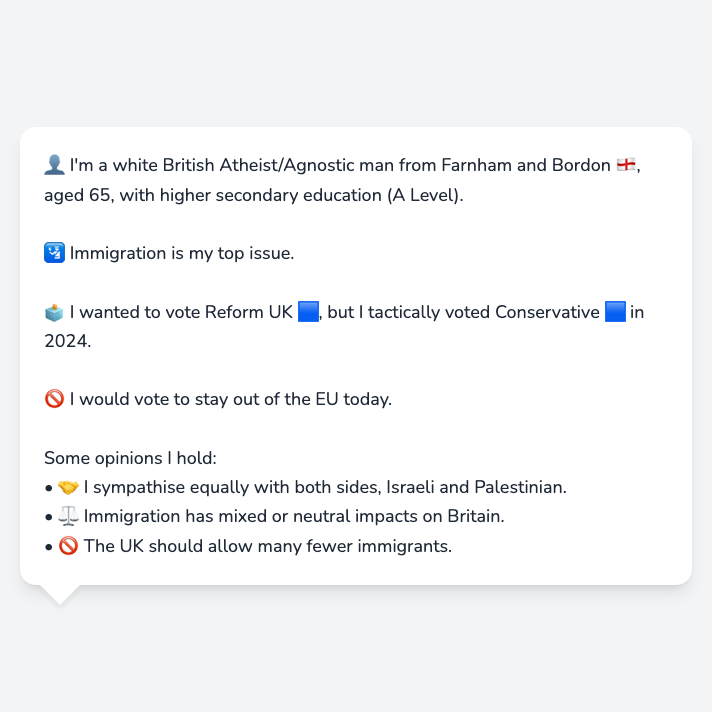 👤 I'm a white British Atheist/Agnostic man from Farnham and Bordon 🏴󠁧󠁢󠁥󠁮󠁧󠁿,
aged 65, with higher secondary education (A Level).
🛂 Immigration is my top issue.
🗳️ I wanted to vote Reform UK 🟦, but I tactically voted Conservative 🟦 in
2024.
🚫 I would vote to stay out of the EU today.
Some opinions I hold:
• 🤝 I sympathise equally with both sides, Israeli and Palestinian.
• ⚖️ Immigration has mixed or neutral impacts on Britain.
• 🚫 The UK should allow many fewer immigrants.